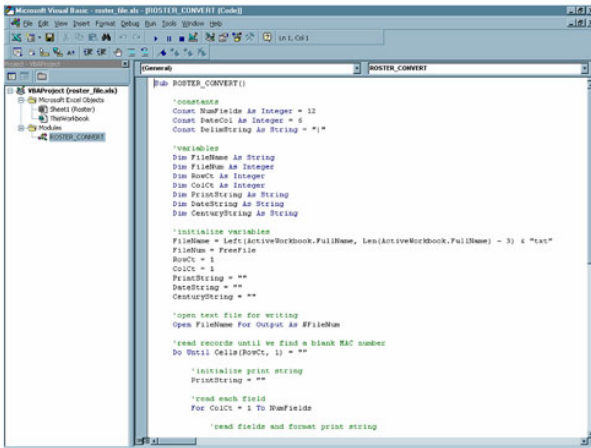 Microsoft Visual Basic - roster_file.xls - [ROSTER_CONVERT (Code)]
File Edit View Insert Format Debug Run Tools Window Help
Ln 1, Col 1
Project - VBAProject
(General)
ROSTER_CONVERT
VBAProject (roster_file.xls)
Microsoft Excel Objects
Sheet1 (Roster)
ThisWorkbook
Modules
ROSTER_CONVERT
Sub ROSTER_CONVERT()
'constants
Const NumFields As Integer = 12
Const DateCol As Integer = 6
Const DelimString As String = "|"
'variables
Dim FileName As String
Dim FileNum As Integer
Dim RowCt As Integer
Dim ColCt As Integer
Dim PrintString As String
Dim DateString As String
Dim CenturyString As String
'initialize variables
FileName = Left(ActiveWorkbook.FullName, Len(ActiveWorkbook.FullName) - 3) & "txt"
FileNum = FreeFile
RowCt = 1
ColCt = 1
PrintString = ""
DateString = ""
CenturyString = ""
'open text file for writing
Open FileName For Output As #FileNum
'read records until we find a blank MAC number
Do Until Cells(RowCt, 1) = ""
'initialize print string
PrintString = ""
'read each field
For ColCt = 1 To NumFields
'read fields and format print string